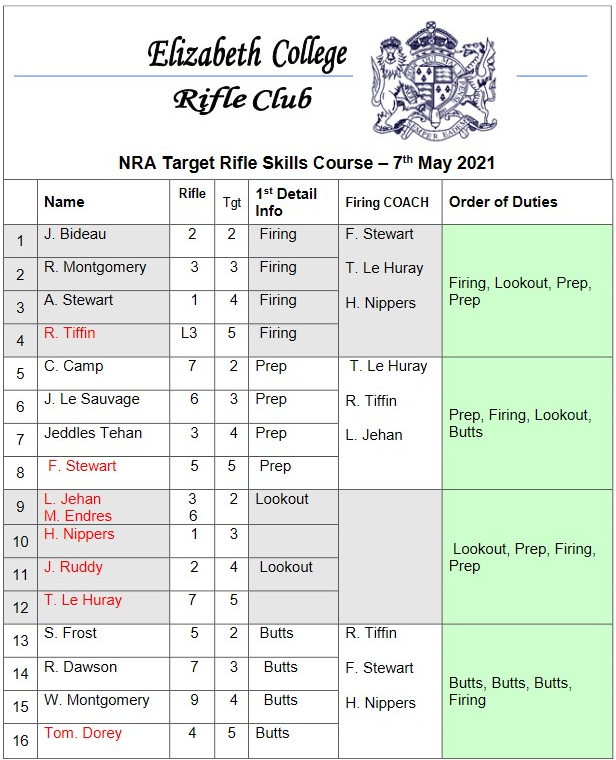 Elizabeth College
Rifle Club
SEMPER EADEM
NRA Target Rifle Skills Course – 7th May 2021
Name Rifle Tgt 1st Detail Info Firing COACH Order of Duties
1 J. Bideau 2 2 Firing F. Stewart
2 R. Montgomery 3 3 Firing T. Le Huray
3 A. Stewart 1 4 Firing H. Nippers
4 R. Tiffin L3 5 Firing
Firing, Lookout, Prep,
Prep
5 C. Camp 7 2 Prep T. Le Huray
6 J. Le Sauvage 6 3 Prep R. Tiffin
7 Jeddles Tehan 3 4 Prep L. Jehan
8 F. Stewart 5 5 Prep
Prep, Firing, Lookout,
Butts
9 L. Jehan 3 2 Lookout
M. Endres 6
10 H. Nippers 1 3
11 J. Ruddy 2 4 Lookout
12 T. Le Huray 7 5
Lookout, Prep, Firing,
Prep
13 S. Frost 5 2 Butts R. Tiffin
14 R. Dawson 7 3 Butts F. Stewart
15 W. Montgomery 9 4 Butts H. Nippers
16 Tom. Dorey 4 5 Butts
Butts, Butts, Butts,
Firing